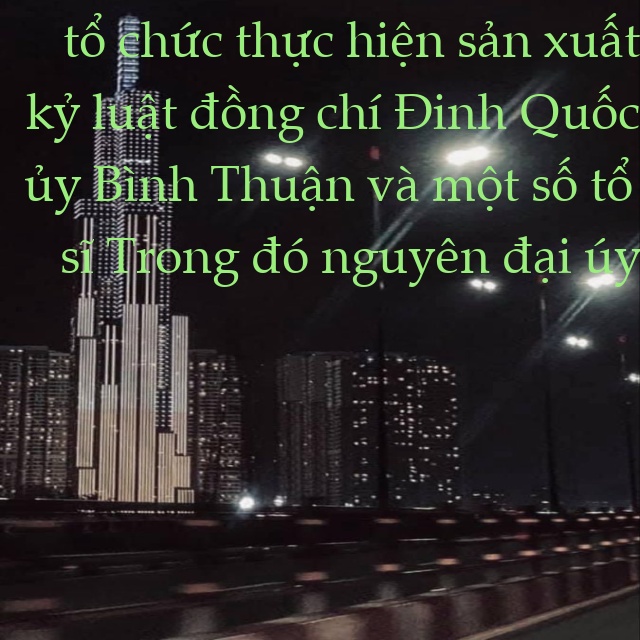 tổ chức thực hiện sản xuất
kỷ luật đồng chí Đinh Quốc
ủy Bình Thuận và một số tổ
sĩ Trong đó nguyên đại úy